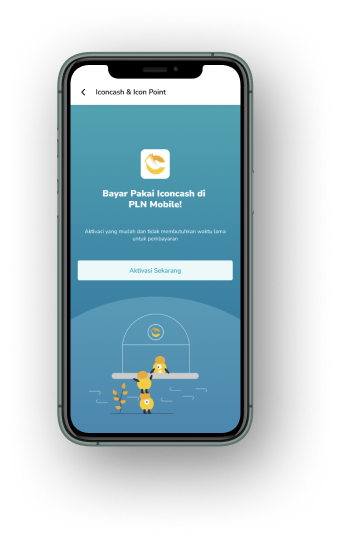 Iconcash & Icon Point
Bayar Pakai Iconcash di
PLN Mobile!
Aktivasi yang mudah dan tidak membutuhkan waktu lama
untuk pembayaran
Aktivasi Sekarang